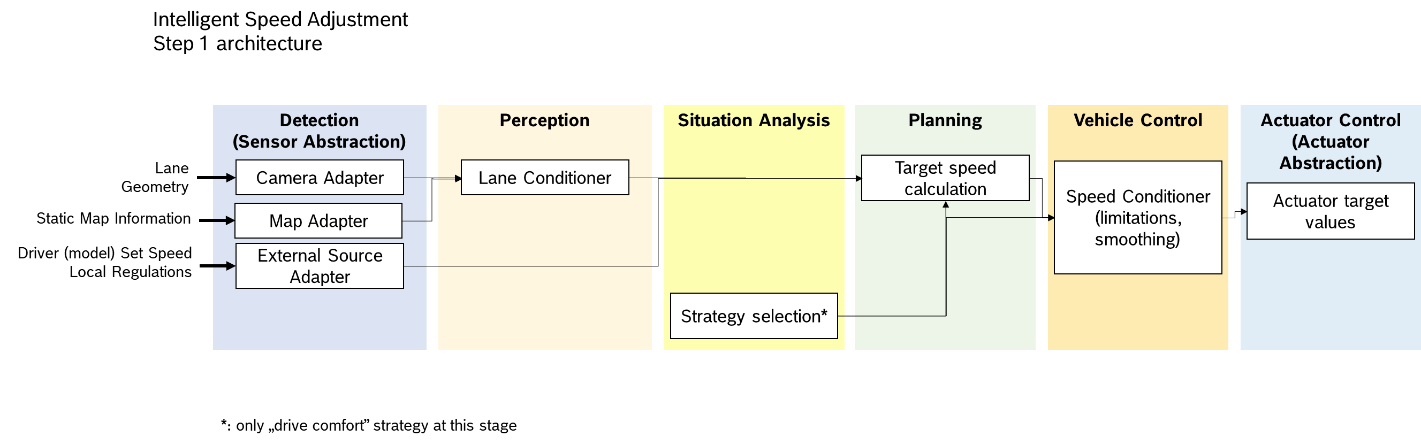 Intelligent Speed Adjustment
Step 1 architecture
Detection
(Sensor Abstraction)
Perception
Situation Analysis
Planning
Vehicle Control
Actuator Control
(Actuator
Abstraction)
Lane
Geometry
Camera Adapter
Lane Conditioner
Target speed
calculation
Speed Conditioner
(limitations,
smoothing)
Actuator target
values
Static Map Information
Map Adapter
Driver (model) Set Speed
Local Regulations
External Source
Adapter
Strategy selection*
*: only „drive comfort” strategy at this stage